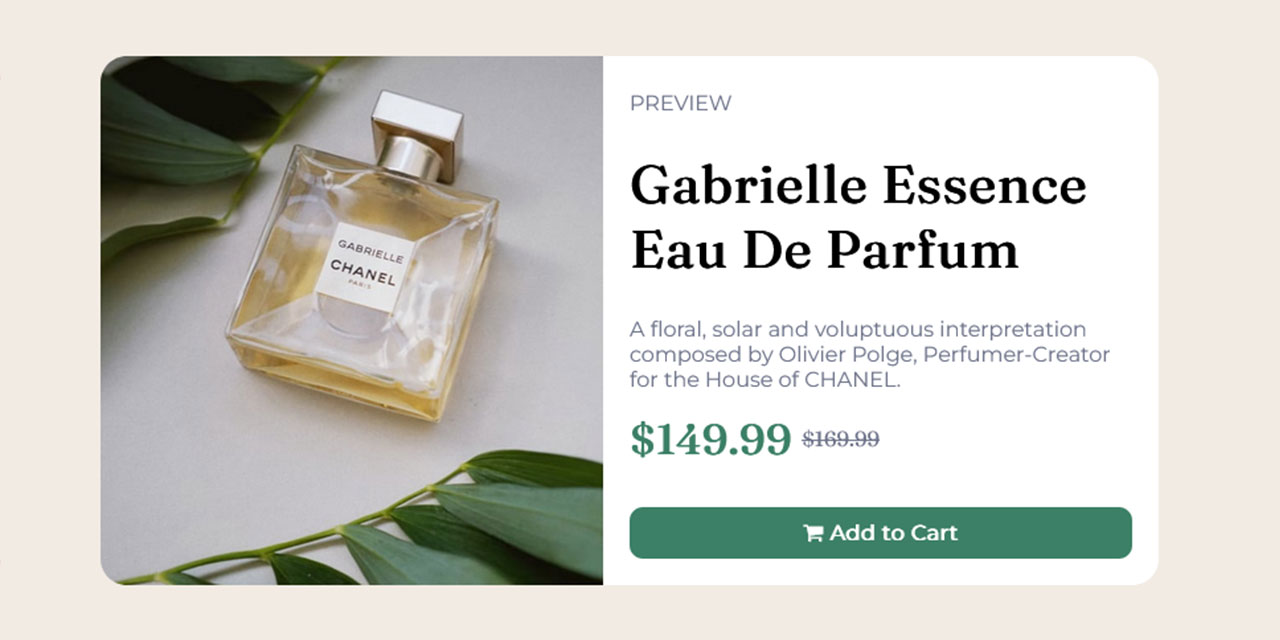 GABRIELLE
CHANEL
PARIS
PREVIEW
Gabrielle Essence
Eau De Parfum
A floral, solar and voluptuous interpretation
composed by Olivier Polge, Perfumer-Creator
for the House of CHANEL.
$149.99 $169.99
Add to Cart